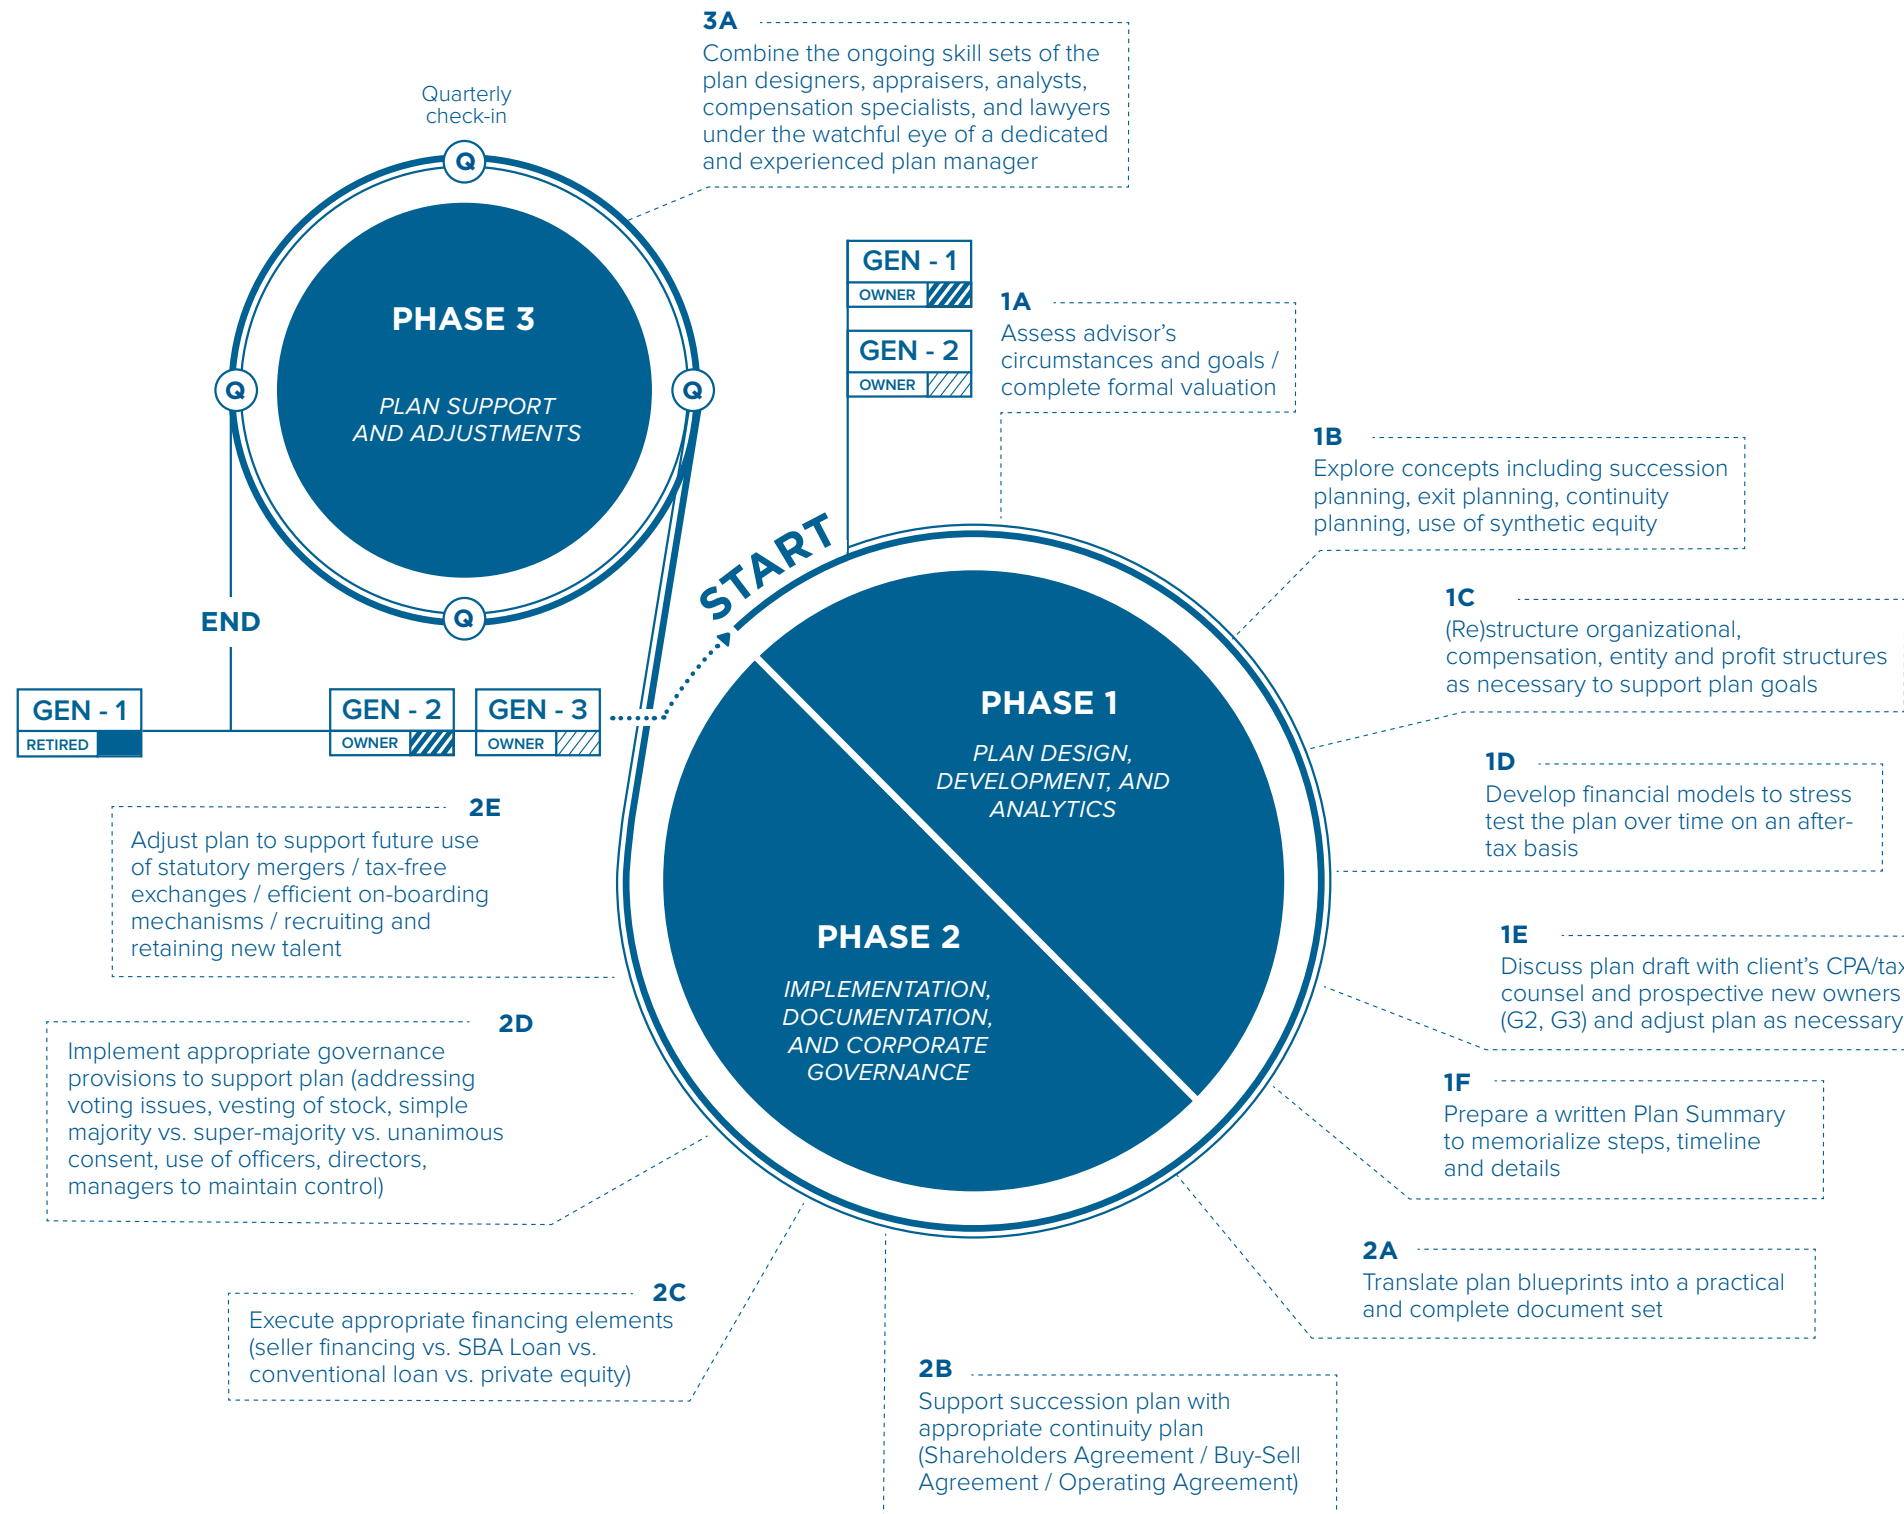 3A
Combine the ongoing skill sets of the
plan designers, appraisers, analysts,
compensation specialists, and lawyers
under the watchful eye of a dedicated
and experienced plan manager
Quarterly
check-in
Q
Q
Q
Q
PHASE 3
PLAN SUPPORT
AND ADJUSTMENTS
GEN - 1
OWNER
GEN - 2
OWNER
START
1A
Assess advisor’s
circumstances and goals /
complete formal valuation
1B
Explore concepts including succession
planning, exit planning, continuity
planning, use of synthetic equity
1C
(Re)structure organizational,
compensation, entity and profit structures
as necessary to support plan goals
1D
Develop financial models to stress
test the plan over time on an after-
tax basis
1E
Discuss plan draft with client’s CPA/tax
counsel and prospective new owners
(G2, G3) and adjust plan as necessary
1F
Prepare a written Plan Summary
to memorialize steps, timeline
and details
PHASE 1
PLAN DESIGN,
DEVELOPMENT, AND
ANALYTICS
PHASE 2
IMPLEMENTATION,
DOCUMENTATION,
AND CORPORATE
GOVERNANCE
2A
Translate plan blueprints into a practical
and complete document set
2B
Support succession plan with
appropriate continuity plan
(Shareholders Agreement / Buy-Sell
Agreement / Operating Agreement)
2C
Execute appropriate financing elements
(seller financing vs. SBA Loan vs.
conventional loan vs. private equity)
2D
Implement appropriate governance
provisions to support plan (addressing
voting issues, vesting of stock, simple
majority vs. super-majority vs. unanimous
consent, use of officers, directors,
managers to maintain control)
2E
Adjust plan to support future use
of statutory mergers / tax-free
exchanges / efficient on-boarding
mechanisms / recruiting and
retaining new talent
END
GEN - 1
RETIRED
GEN - 2
OWNER
GEN - 3
OWNER